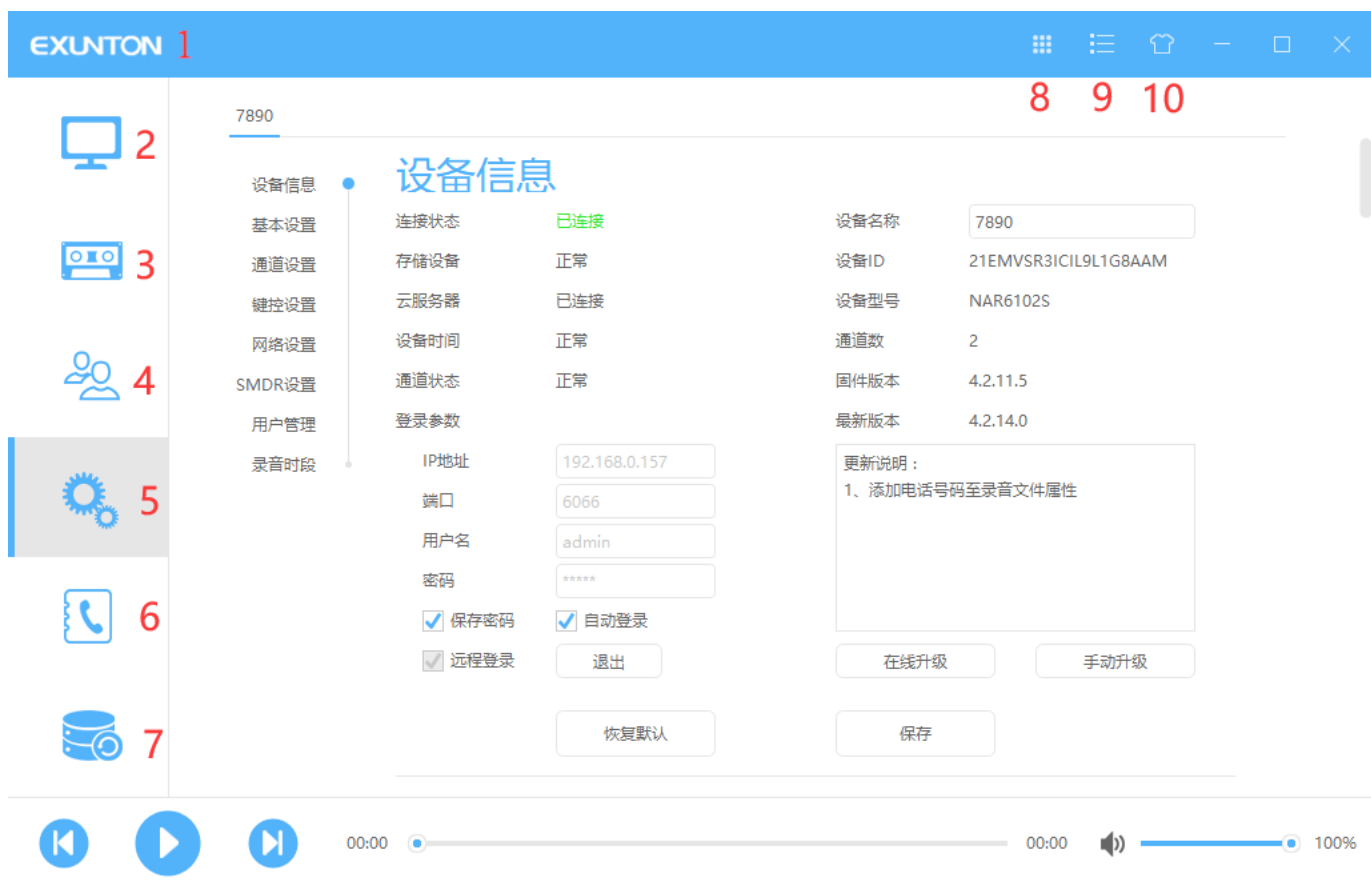 EXUNTON 1
8 9 10
2
3
4
5
6
7
7890
设备信息
基本设置
通道设置
键控设置
网络设置
SMDR设置
用户管理
录音时段
设备信息
连接状态 已连接 设备名称 7890
存储设备 正常 设备ID 21EMVSR3ICIL9L1G8AAM
云服务器 已连接 设备型号 NAR6102S
设备时间 正常 通道数 2
通道状态 正常 固件版本 4.2.11.5
登录参数 最新版本 4.2.14.0
IP地址 192.168.0.157
端口 6066
用户名 admin
密码 *****
保存密码 自动登录
远程登录 退出
更新说明：
1、添加电话号码至录音文件属性
在线升级 手动升级
恢复默认 保存
00:00 00:00 100%